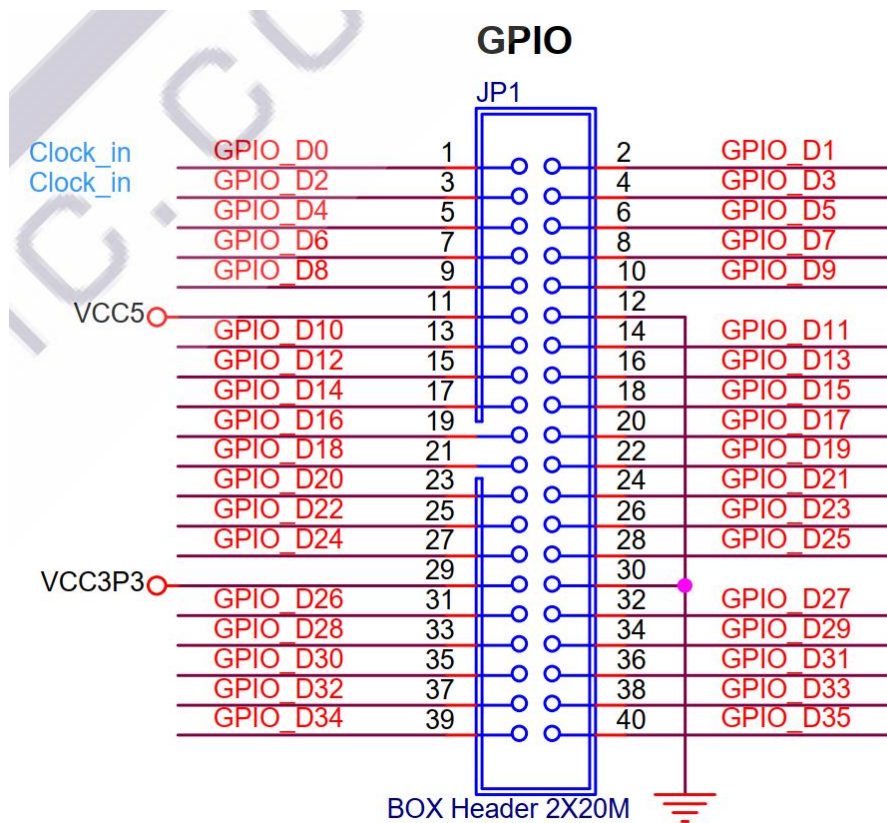 GPIO
JP1
Clock_in GPIO_D0 1 2 GPIO_D1
Clock_in GPIO_D2 3 4 GPIO_D3
GPIO_D4 5 6 GPIO_D5
GPIO_D6 7 8 GPIO_D7
GPIO_D8 9 10 GPIO_D9
VCC5 11 12
GPIO_D10 13 14 GPIO_D11
GPIO_D12 15 16 GPIO_D13
GPIO_D14 17 18 GPIO_D15
GPIO_D16 19 20 GPIO_D17
GPIO_D18 21 22 GPIO_D19
GPIO_D20 23 24 GPIO_D21
GPIO_D22 25 26 GPIO_D23
GPIO_D24 27 28 GPIO_D25
VCC3P3 29 30
GPIO_D26 31 32 GPIO_D27
GPIO_D28 33 34 GPIO_D29
GPIO_D30 35 36 GPIO_D31
GPIO_D32 37 38 GPIO_D33
GPIO_D34 39 40 GPIO_D35
BOX Header 2X20M